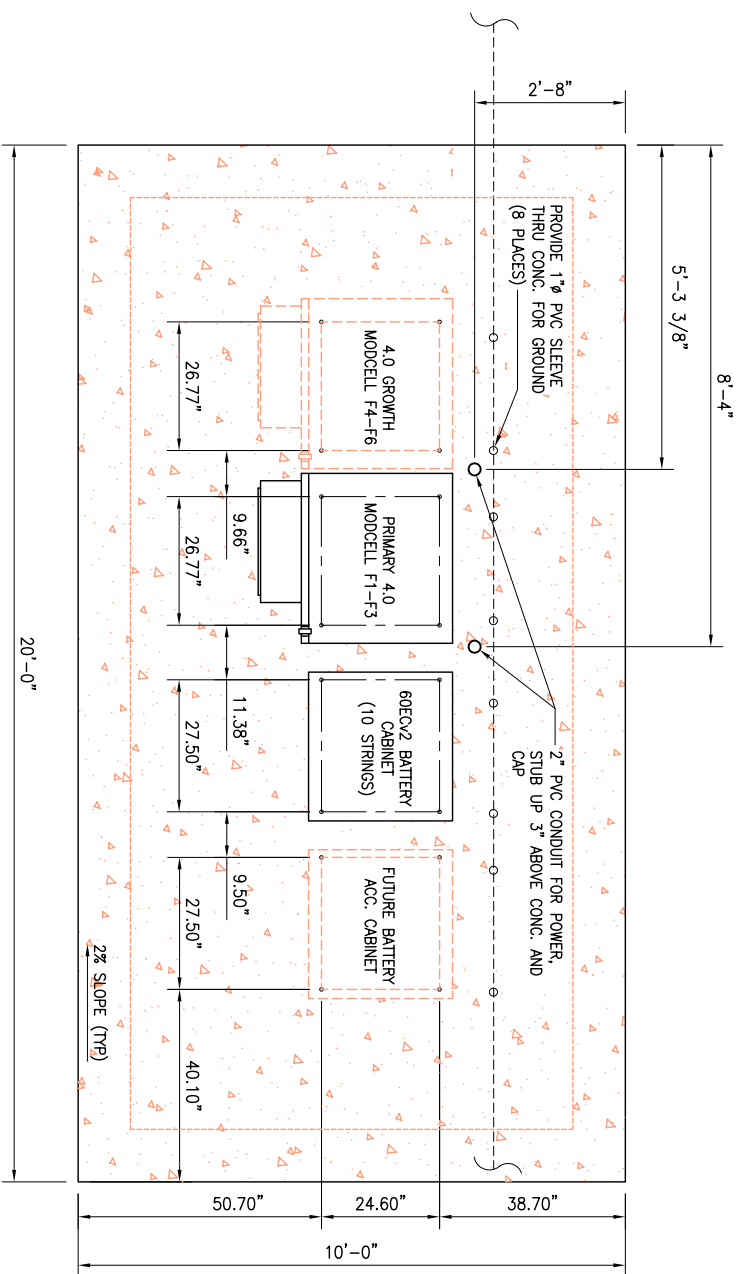 2'-8"
8'-4"
5'-3 3/8"
PROVIDE 1"ø PVC SLEEVE
THRU CONC. FOR GROUND
(8 PLACES)
2" PVC CONDUIT FOR POWER,
STUB UP 3" ABOVE CONC. AND
CAP
4.0 GROWTH
MODCELL F4-F6
PRIMARY 4.0
MODCELL F1-F3
60ECv2 BATTERY
CABINET
(10 STRINGS)
FUTURE BATTERY
ACC. CABINET
26.77"
9.66"
26.77"
11.38"
27.50"
9.50"
27.50"
40.10"
2% SLOPE (TYP)
20'-0"
50.70"
24.60"
38.70"
10'-0"